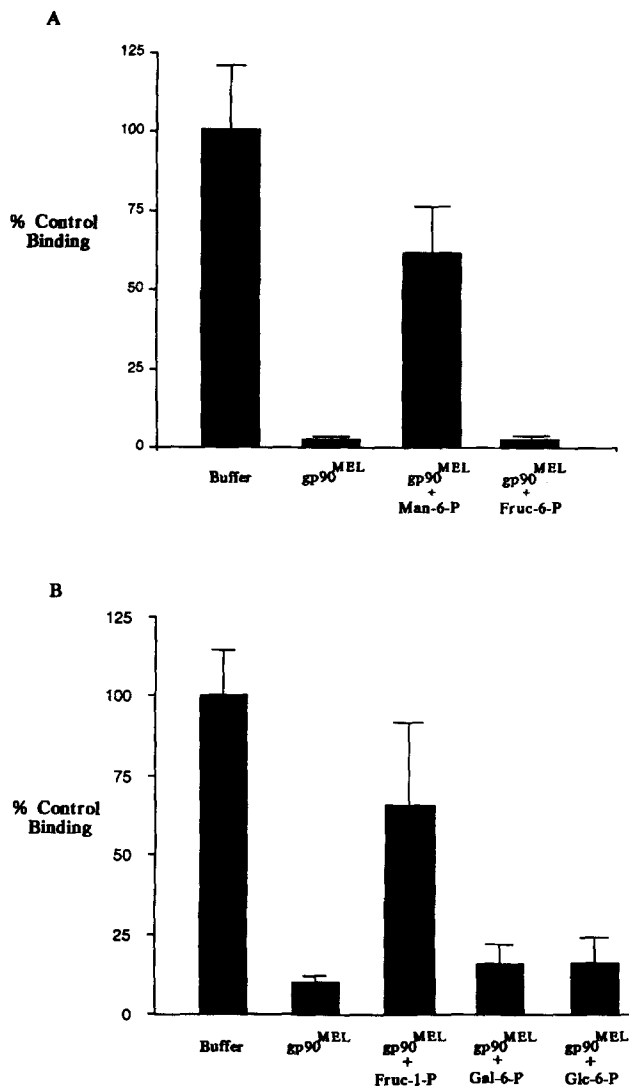 A
125
100
% Control
Binding
75
50
25
0
Buffer gp90MEL gp90MEL gp90MEL
+ +
Man-6-P Fruc-6-P
B
125
100
75
% Control
Binding
50
25
0
Buffer gp90MEL gp90MEL gp90MEL gp90MEL
+ + +
Fruc-1-P Gal-6-P Glc-6-P